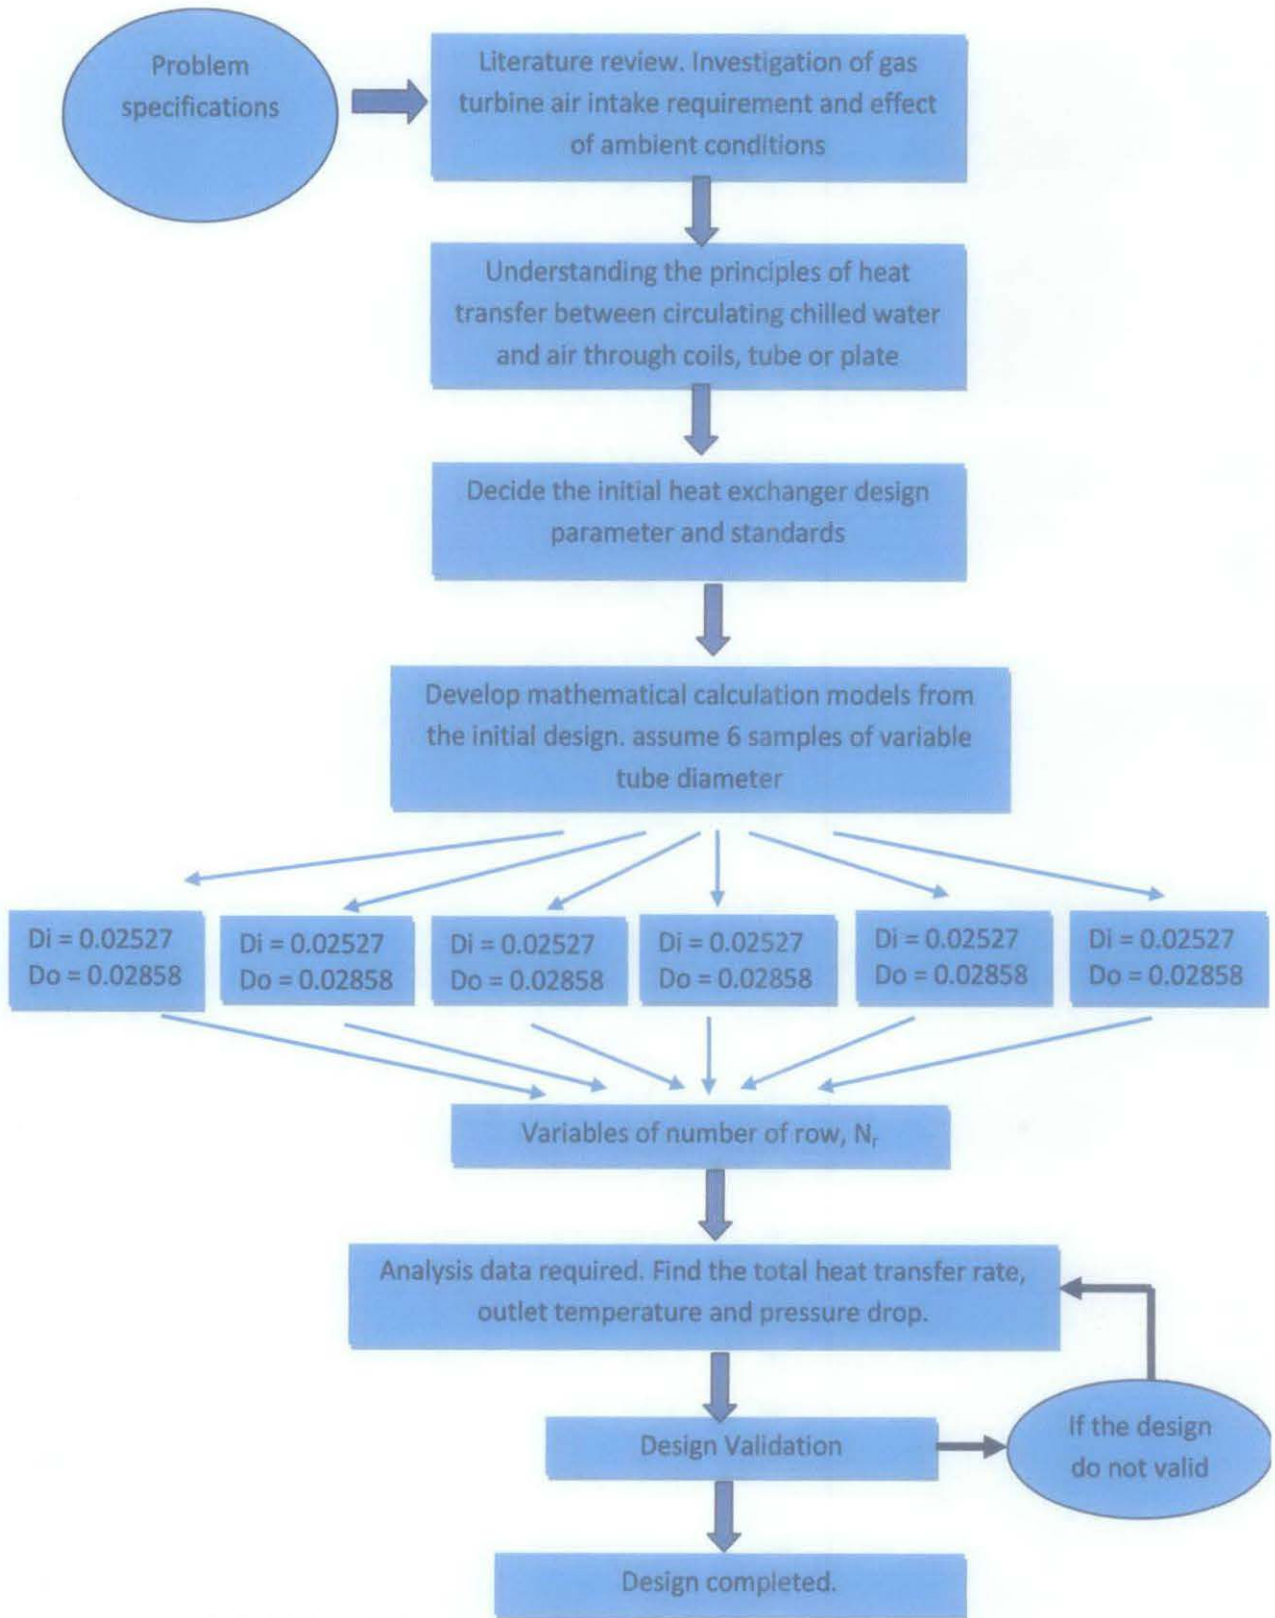 Problem
specifications
Literature review. Investigation of gas
turbine air intake requirement and effect
of ambient conditions
Understanding the principles of heat
transfer between circulating chilled water
and air through coils, tube or plate
Decide the initial heat exchanger design
parameter and standards
Develop mathematical calculation models from
the initial design. assume 6 samples of variable
tube diameter
Di = 0.02527
Do = 0.02858
Di = 0.02527
Do = 0.02858
Di = 0.02527
Do = 0.02858
Di = 0.02527
Do = 0.02858
Di = 0.02527
Do = 0.02858
Di = 0.02527
Do = 0.02858
Variables of number of row, Nr
Analysis data required. Find the total heat transfer rate,
outlet temperature and pressure drop.
Design Validation
If the design
do not valid
Design completed.